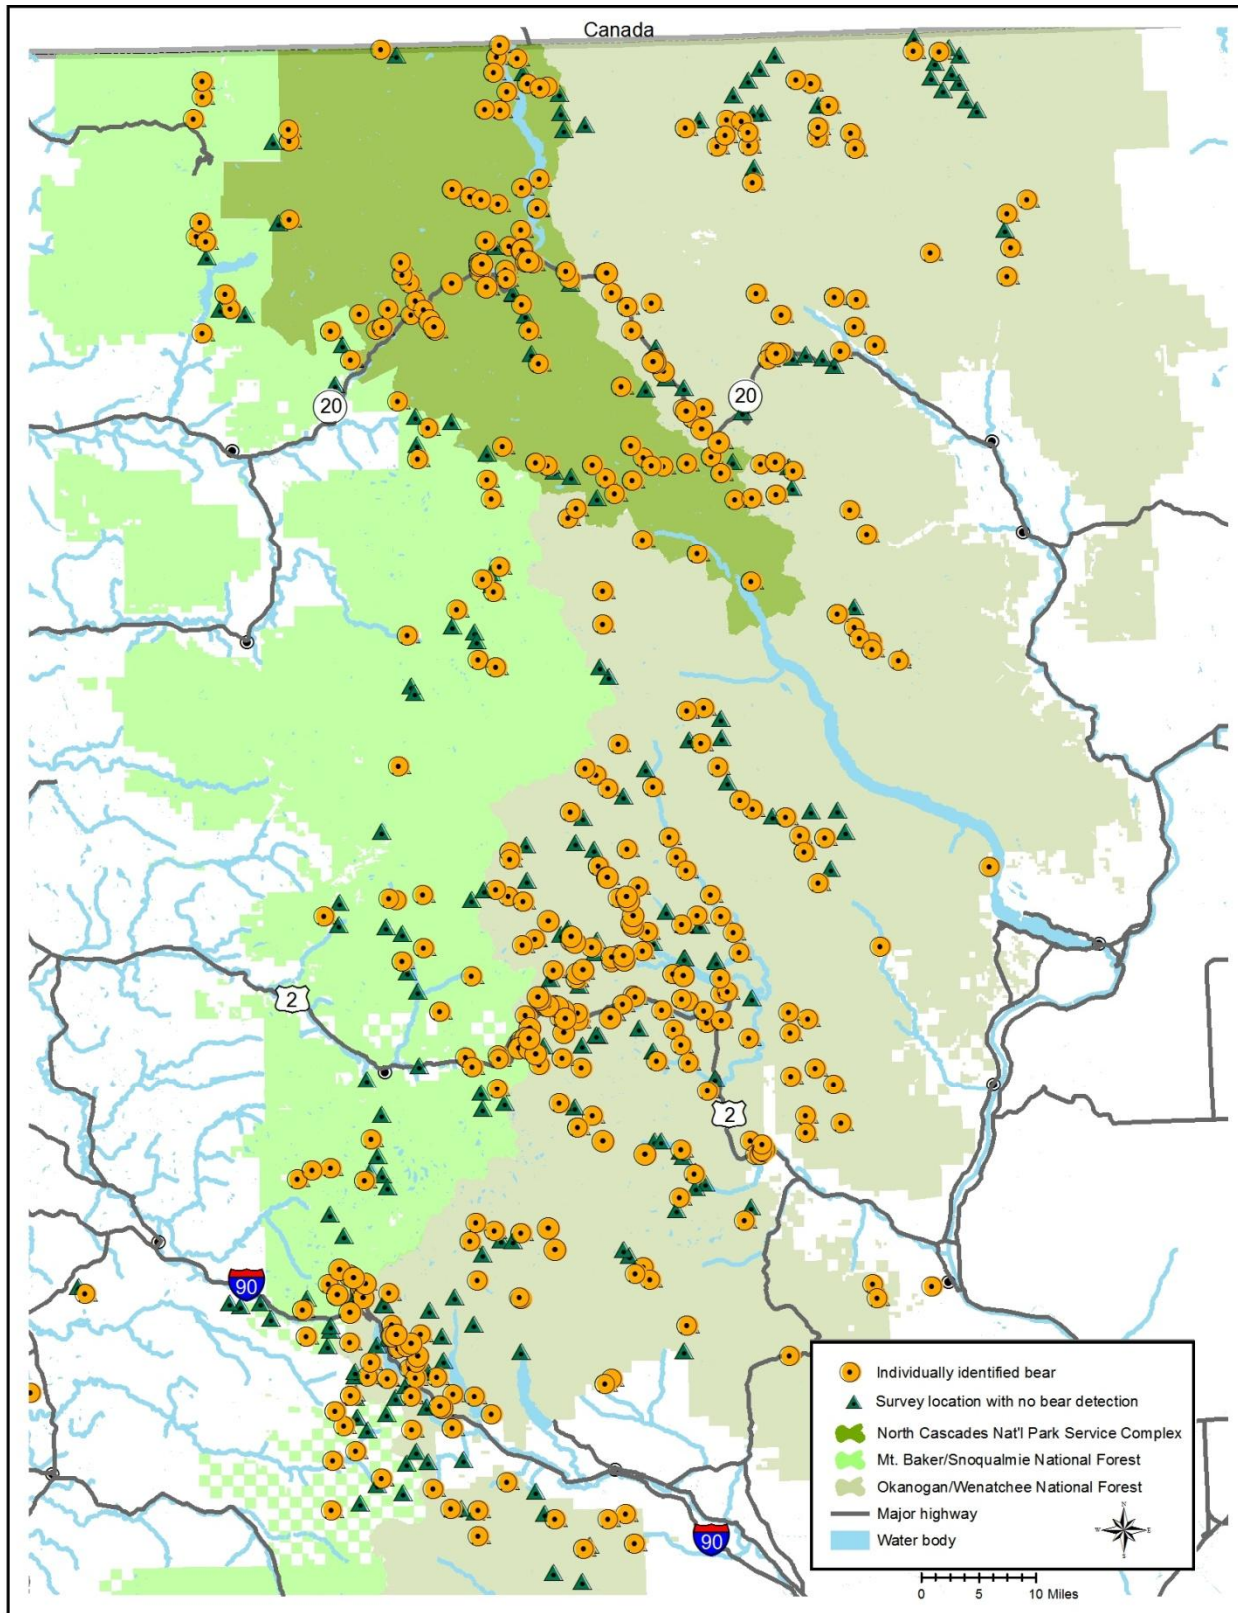 Canada
20
20
2
2
90
Individually identified bear
Survey location with no bear detection
North Cascades Nat'l Park Service Complex
Mt. Baker/Snoqualmie National Forest
Okanogan/Wenatchee National Forest
Major highway
Water body
N
W
E
S
90
0 5 10 Miles